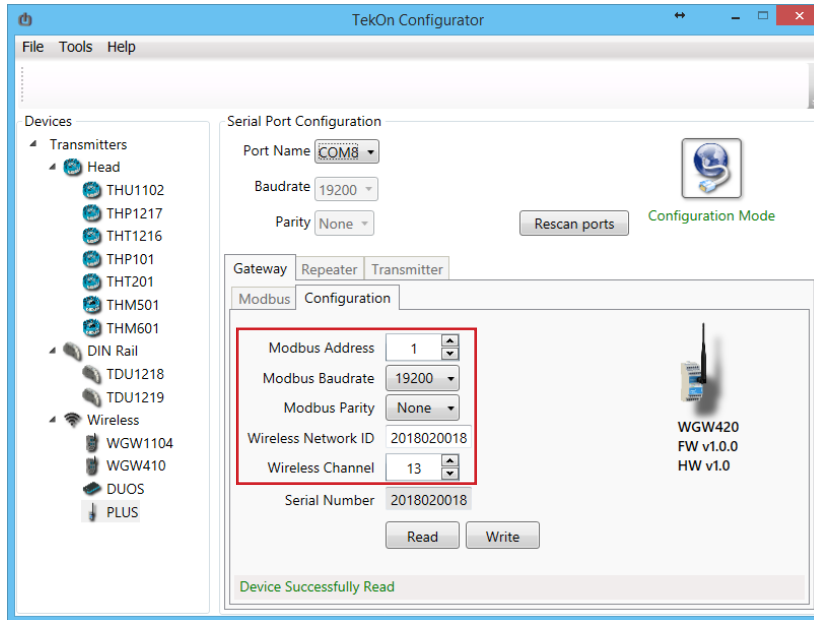 TekOn Configurator
File Tools Help
Devices
Transmitters
Head
THU1102
THP1217
THT1216
THP101
THT201
THM501
THM601
DIN Rail
TDU1218
TDU1219
Wireless
WGW1104
WGW410
DUOS
PLUS
Serial Port Configuration
Port Name COM8
Baudrate 19200
Parity None
Rescan ports
Configuration Mode
Gateway Repeater Transmitter
Modbus Configuration
Modbus Address 1
Modbus Baudrate 19200
Modbus Parity None
Wireless Network ID 2018020018
Wireless Channel 13
Serial Number 2018020018
Read Write
WGW420
FW v1.0.0
HW v1.0
Device Successfully Read